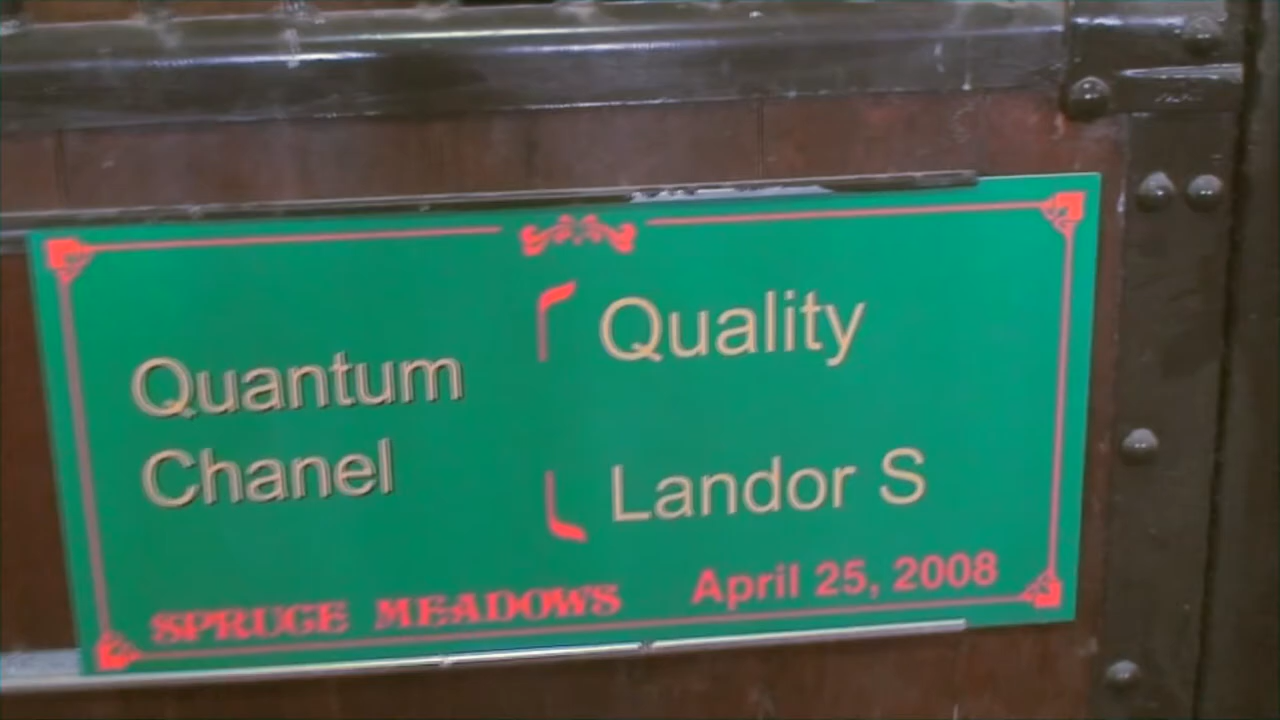 Quantum
Chanel
Quality
Landor S
SPRUCE MEADOWS
April 25, 2008